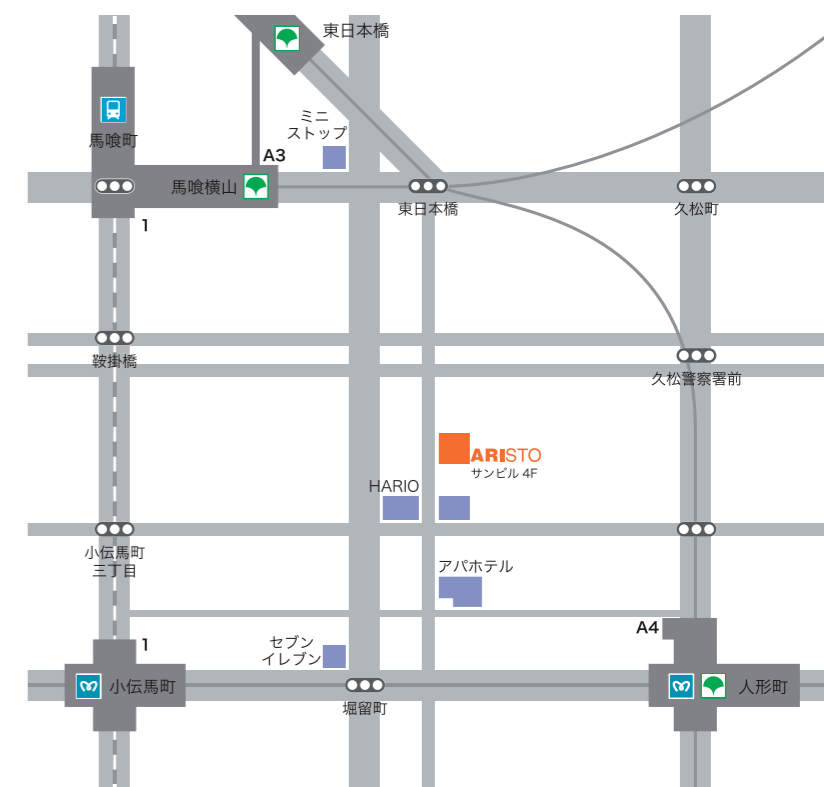 東日本橋
ミニ
ストップ
馬喰町
A3
馬喰横山
東日本橋
久松町
1
鞍掛橋
久松警察署前
ARISTO
サンビル 4F
HARIO
小伝馬町
三丁目
アパホテル
A4
1
セブン
イレブン
小伝馬町
人形町
堀留町